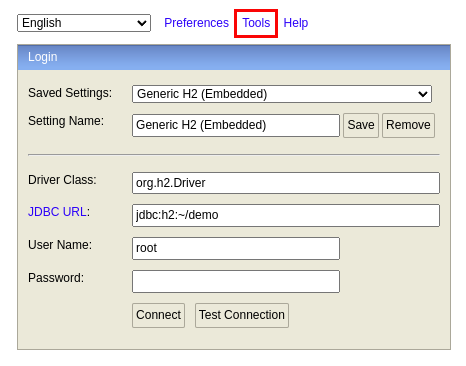 English Preferences Tools Help
Login
Saved Settings: Generic H2 (Embedded)
Setting Name: Generic H2 (Embedded) Save Remove
Driver Class: org.h2.Driver
JDBC URL: jdbc:h2:~/demo
User Name: root
Password:
Connect Test Connection